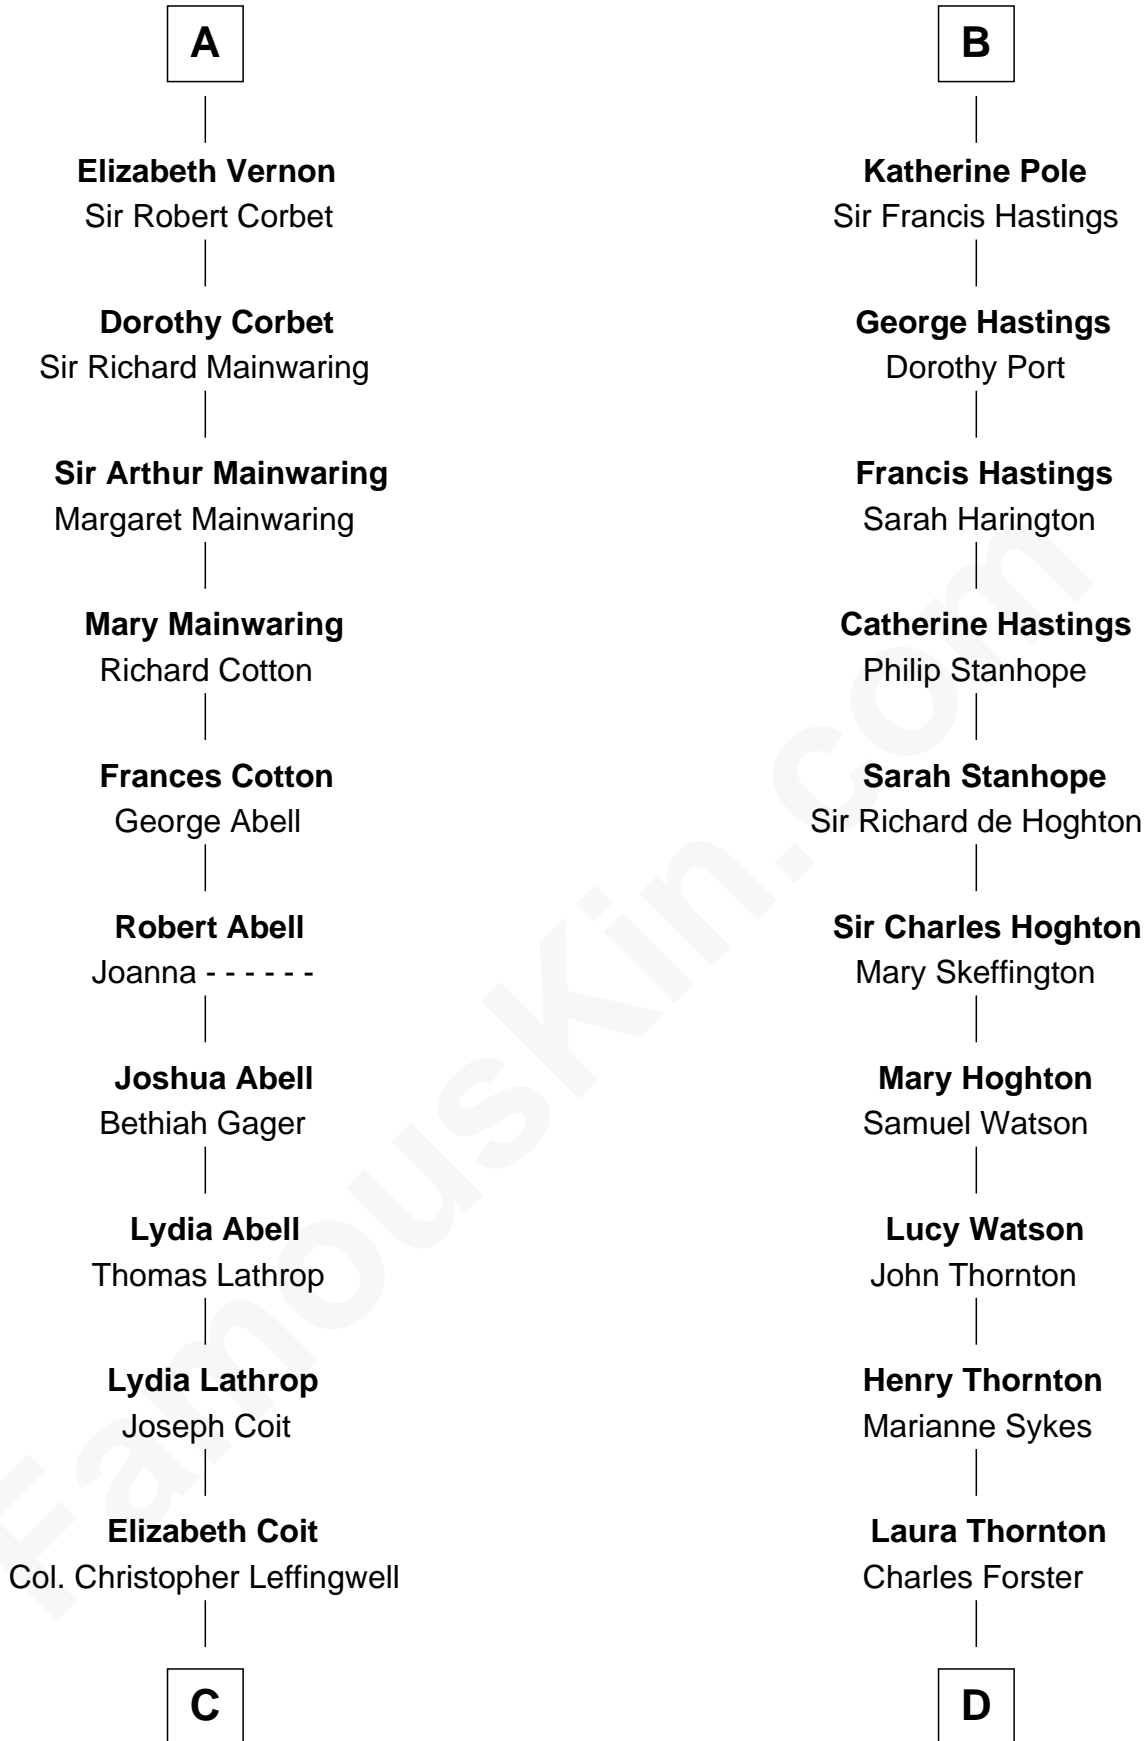 A
Elizabeth Vernon
Sir Robert Corbet
Dorothy Corbet
Sir Richard Mainwaring
Sir Arthur Mainwaring
Margaret Mainwaring
Mary Mainwaring
Richard Cotton
Frances Cotton
George Abell
Robert Abell
Joanna - - - - - -
Joshua Abell
Bethiah Gager
Lydia Abell
Thomas Lathrop
Lydia Lathrop
Joseph Coit
Elizabeth Coit
Col. Christopher Leffingwell
C
B
Katherine Pole
Sir Francis Hastings
George Hastings
Dorothy Port
Francis Hastings
Sarah Harington
Catherine Hastings
Philip Stanhope
Sarah Stanhope
Sir Richard de Hoghton
Sir Charles Hoghton
Mary Skeffington
Mary Hoghton
Samuel Watson
Lucy Watson
John Thornton
Henry Thornton
Marianne Sykes
Laura Thornton
Charles Forster
D
FamousKin.com